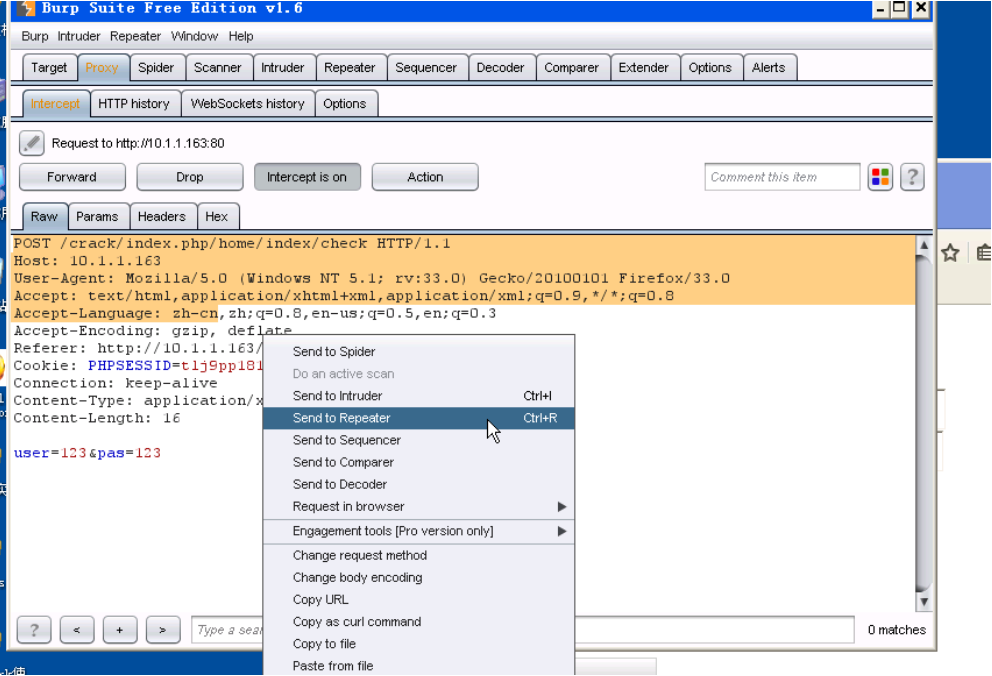 Burp Suite Free Edition v1.6
Burp Intruder Repeater Window Help
Target Proxy Spider Scanner Intruder Repeater Sequencer Decoder Comparer Extender Options Alerts
Intercept HTTP history WebSockets history Options
Request to http://10.1.1.163:80
Forward Drop Intercept is on Action Comment this item ?
Raw Params Headers Hex
POST /crack/index.php/home/index/check HTTP/1.1
Host: 10.1.1.163
User-Agent: Mozilla/5.0 (Windows NT 5.1; rv:33.0) Gecko/20100101 Firefox/33.0
Accept: text/html,application/xhtml+xml,application/xml;q=0.9,*/*;q=0.8
Accept-Language: zh-cn,zh;q=0.8,en-us;q=0.5,en;q=0.3
Accept-Encoding: gzip, deflate
Referer: http://10.1.1.163/
Cookie: PHPSESSID=tlj9pp181
Connection: keep-alive
Content-Type: application/x
Content-Length: 16
user=123&pas=123
Send to Spider
Do an active scan
Send to Intruder Ctrl+I
Send to Repeater Ctrl+R
Send to Sequencer
Send to Comparer
Send to Decoder
Request in browser
Engagement tools [Pro version only]
Change request method
Change body encoding
Copy URL
Copy as curl command
Copy to file
Paste from file
? < + > Type a sea 0 matches